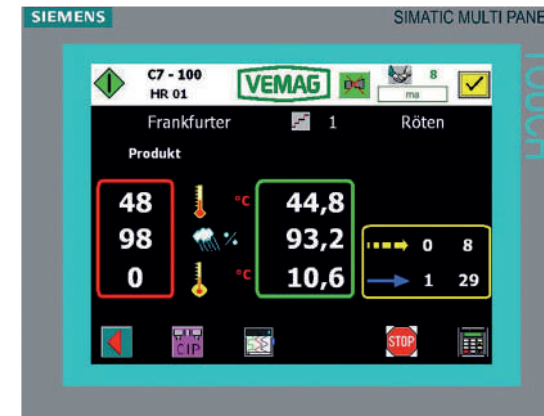 SIEMENS
SIMATIC MULTI PANE
TOUCH
C7 - 100
HR 01
VEMAG
8
ma
Frankfurter 1 Röten
Produkt
48 °C 44,8
98 % 93,2
0 8
0 °C 10,6
1 29
CIP
STOP